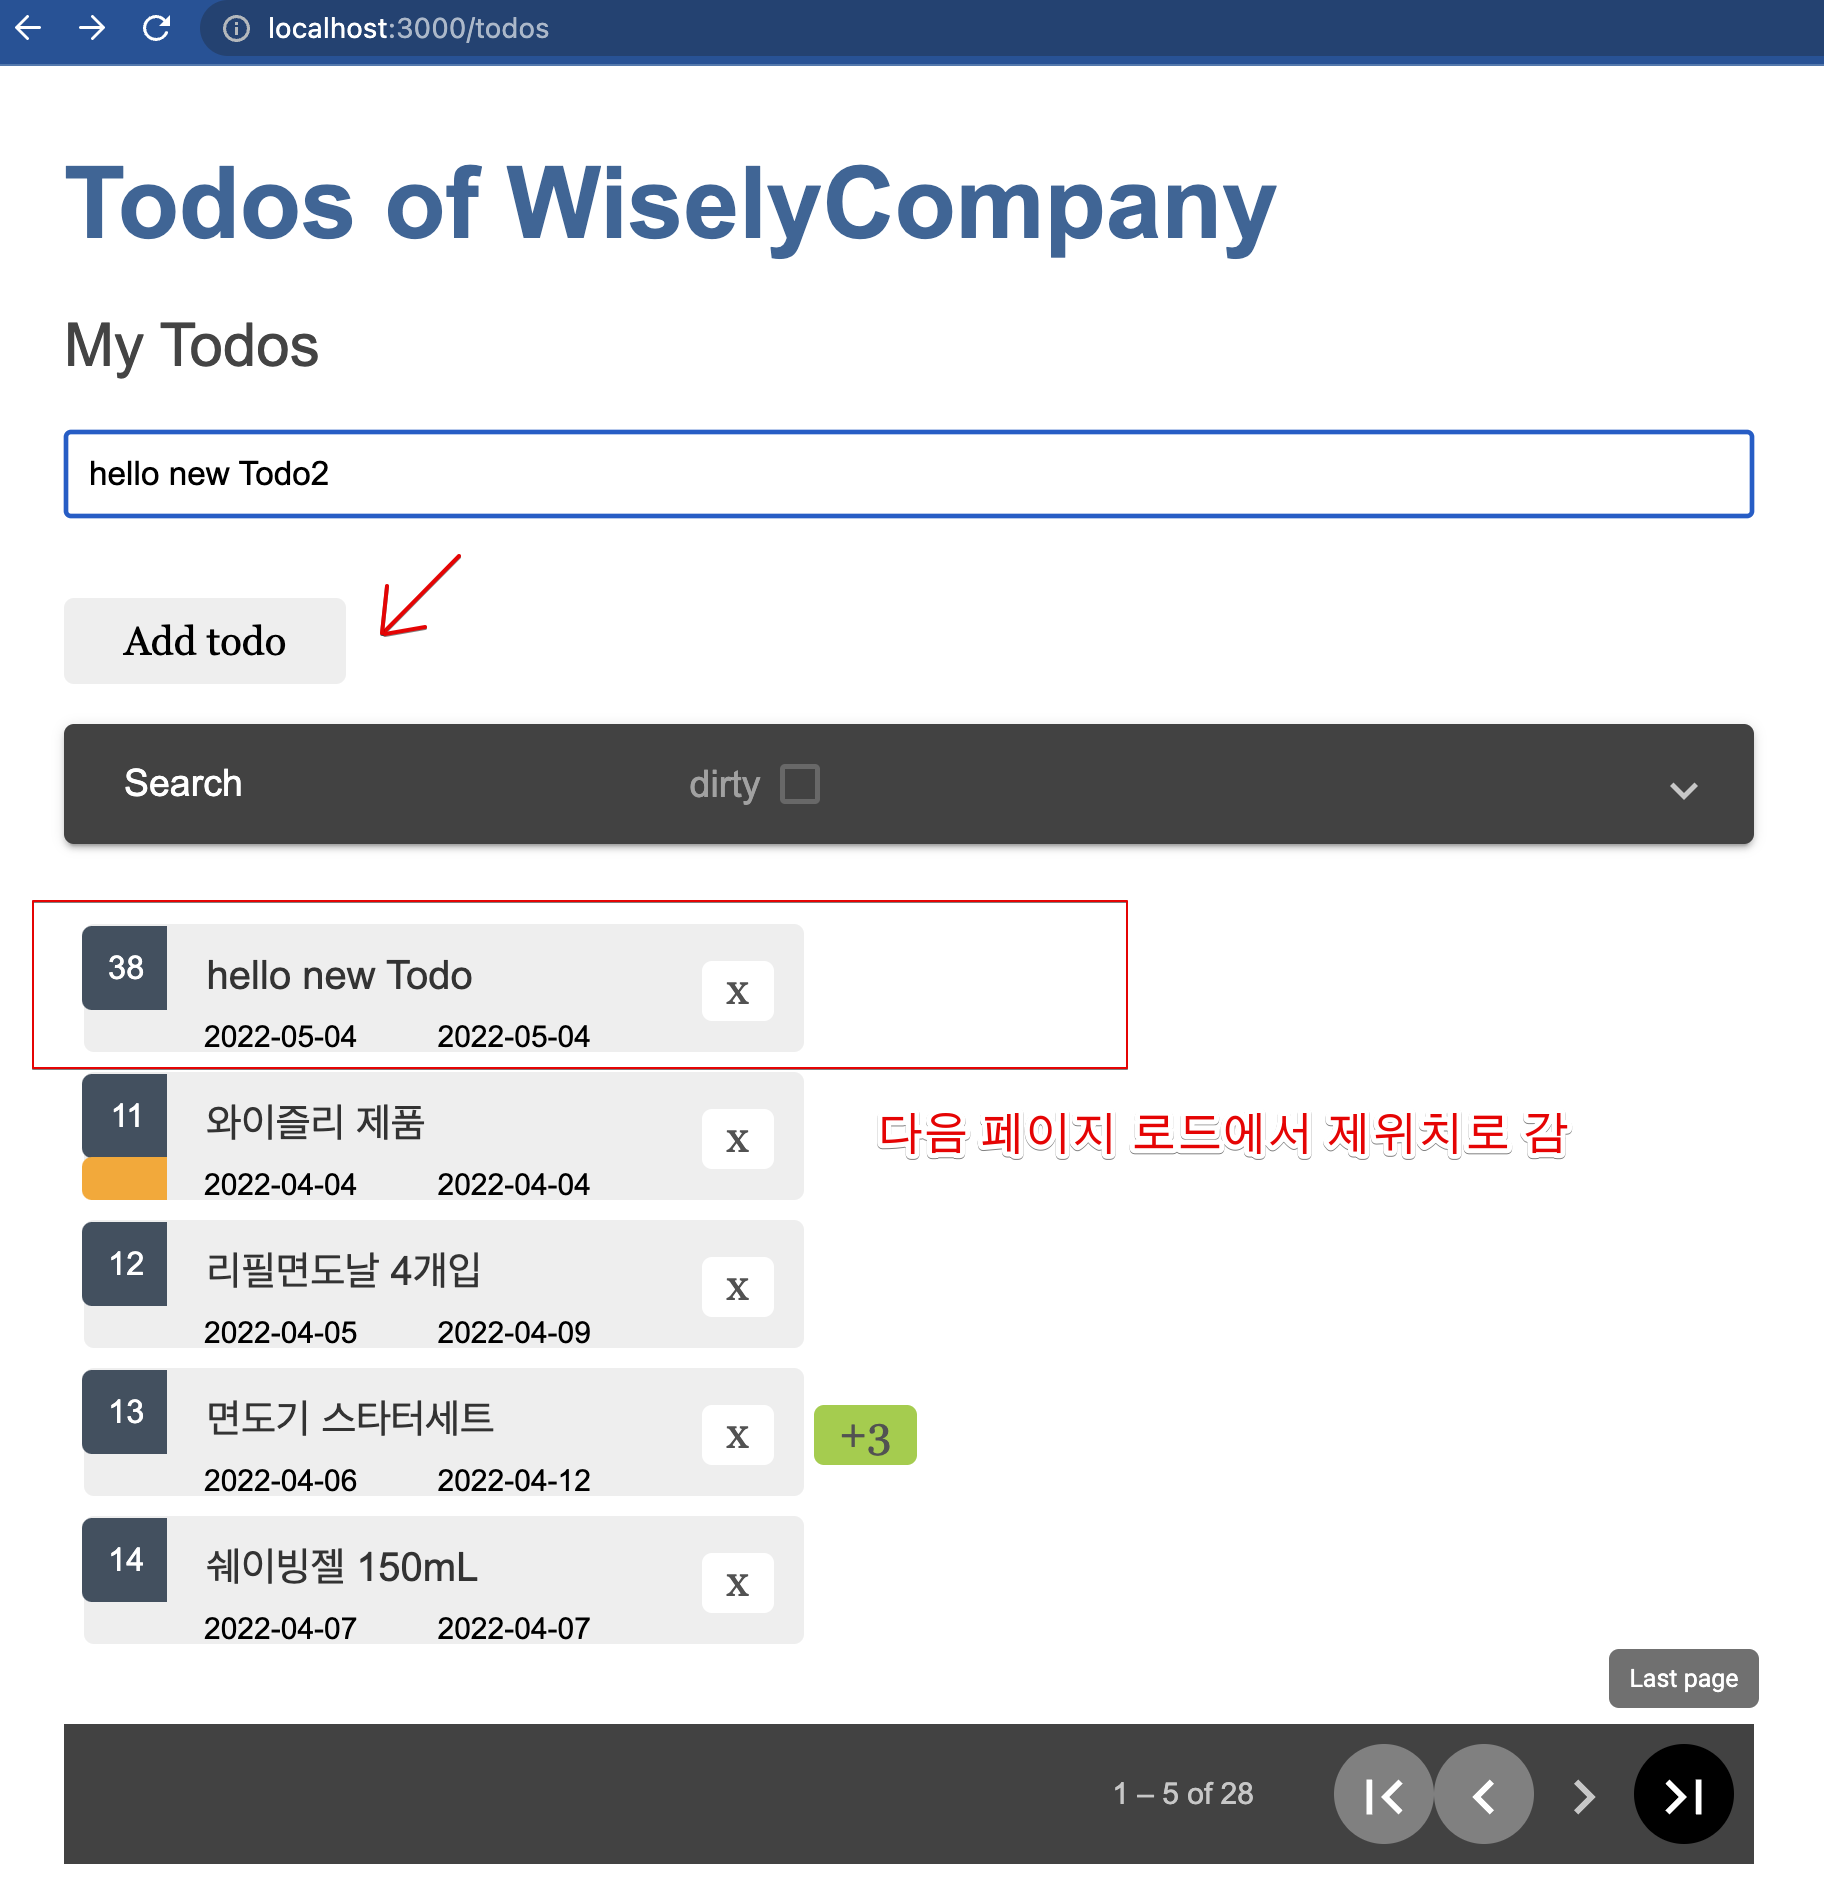 localhost:3000/todos
Todos of WiselyCompany
My Todos
hello new Todo2
Add todo
Search dirty
38 hello new Todo x
2022-05-04 2022-05-04
11 와이즐리 제품 x
다음 페이지 로드에서 제위치로 감
2022-04-04 2022-04-04
12 리필면도날 4개입 x
2022-04-05 2022-04-09
13 면도기 스타터세트 x +3
2022-04-06 2022-04-12
14 쉐이빙젤 150mL x
2022-04-07 2022-04-07
Last page
1 – 5 of 28